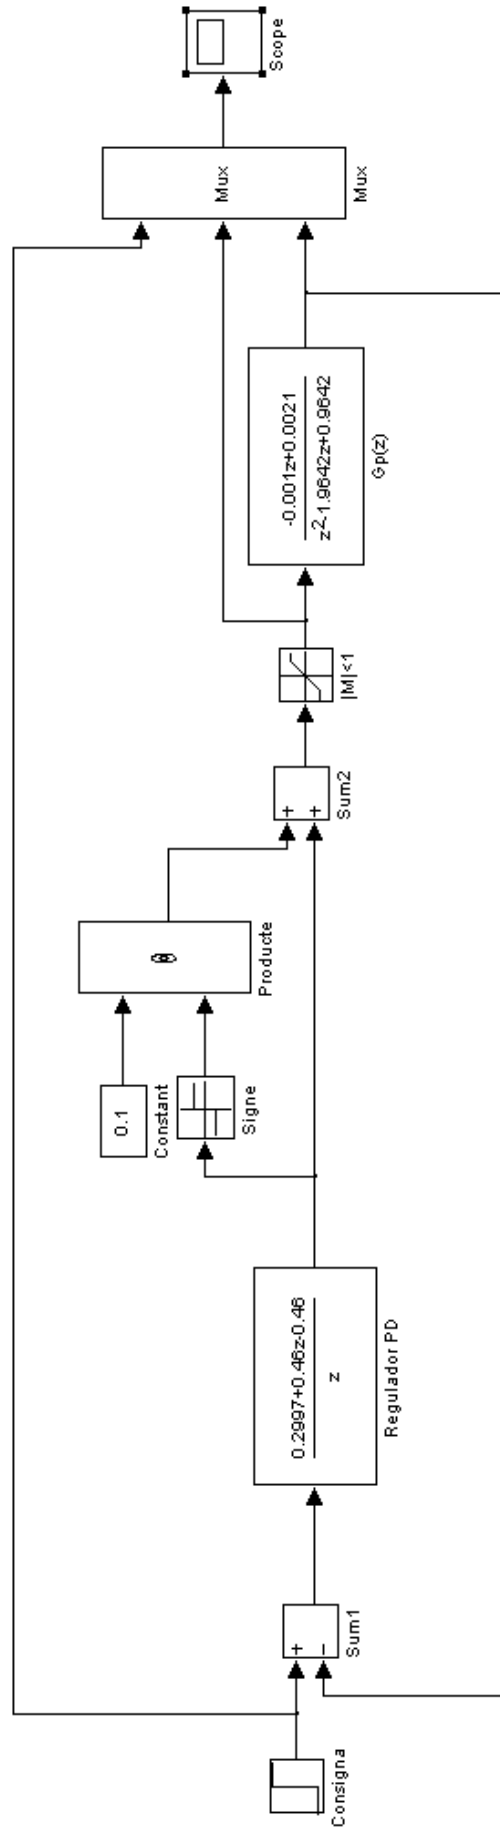 Consigna
+
−
Sum1
0.2997+0.46z-0.46
z
Regulador PD
0.1
Constant
Signe
Producte
+
+
Sum2
|M|<1
-0.001z+0.0021
z²-1.9642z+0.9642
Gp(z)
Mux
Mux
Scope